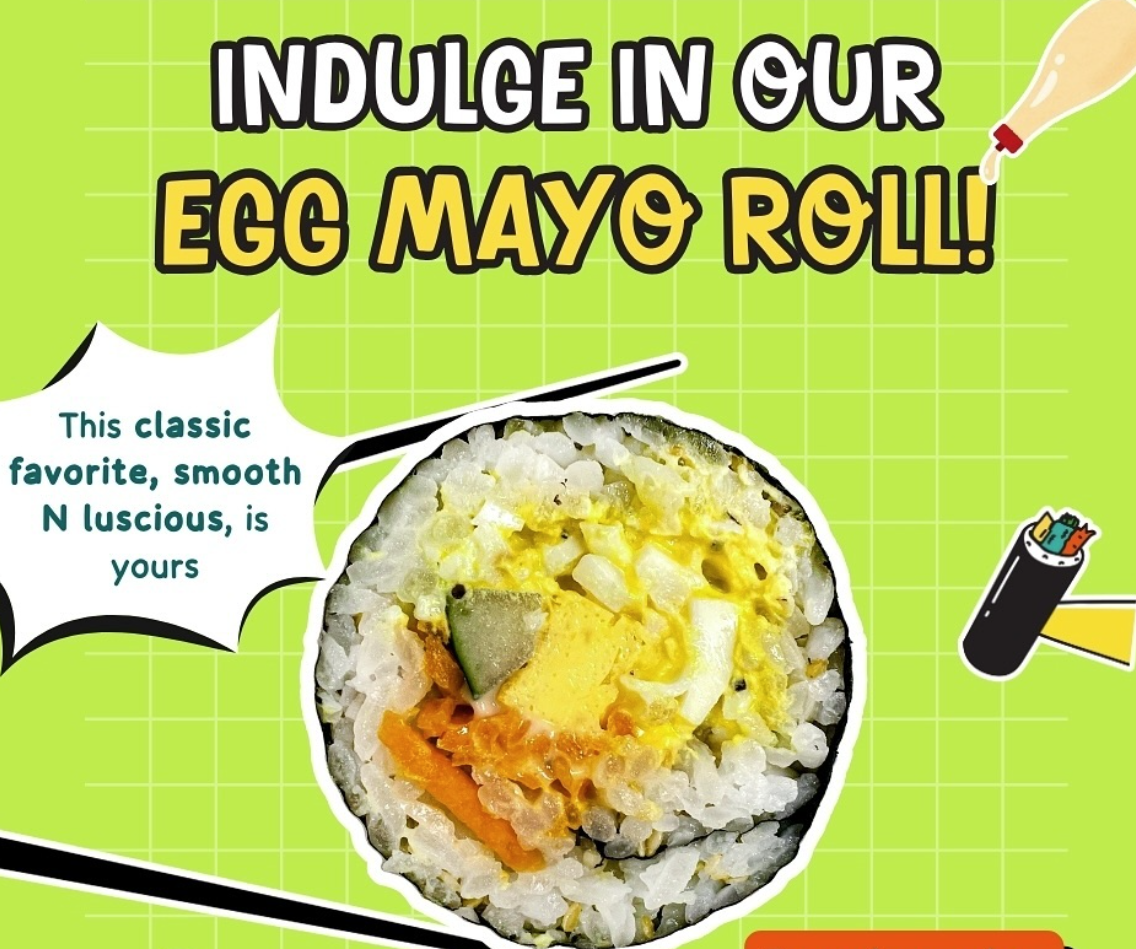 INDULGE IN OUR
EGG MAYO ROLL!
This classic
favorite, smooth
N luscious, is
yours